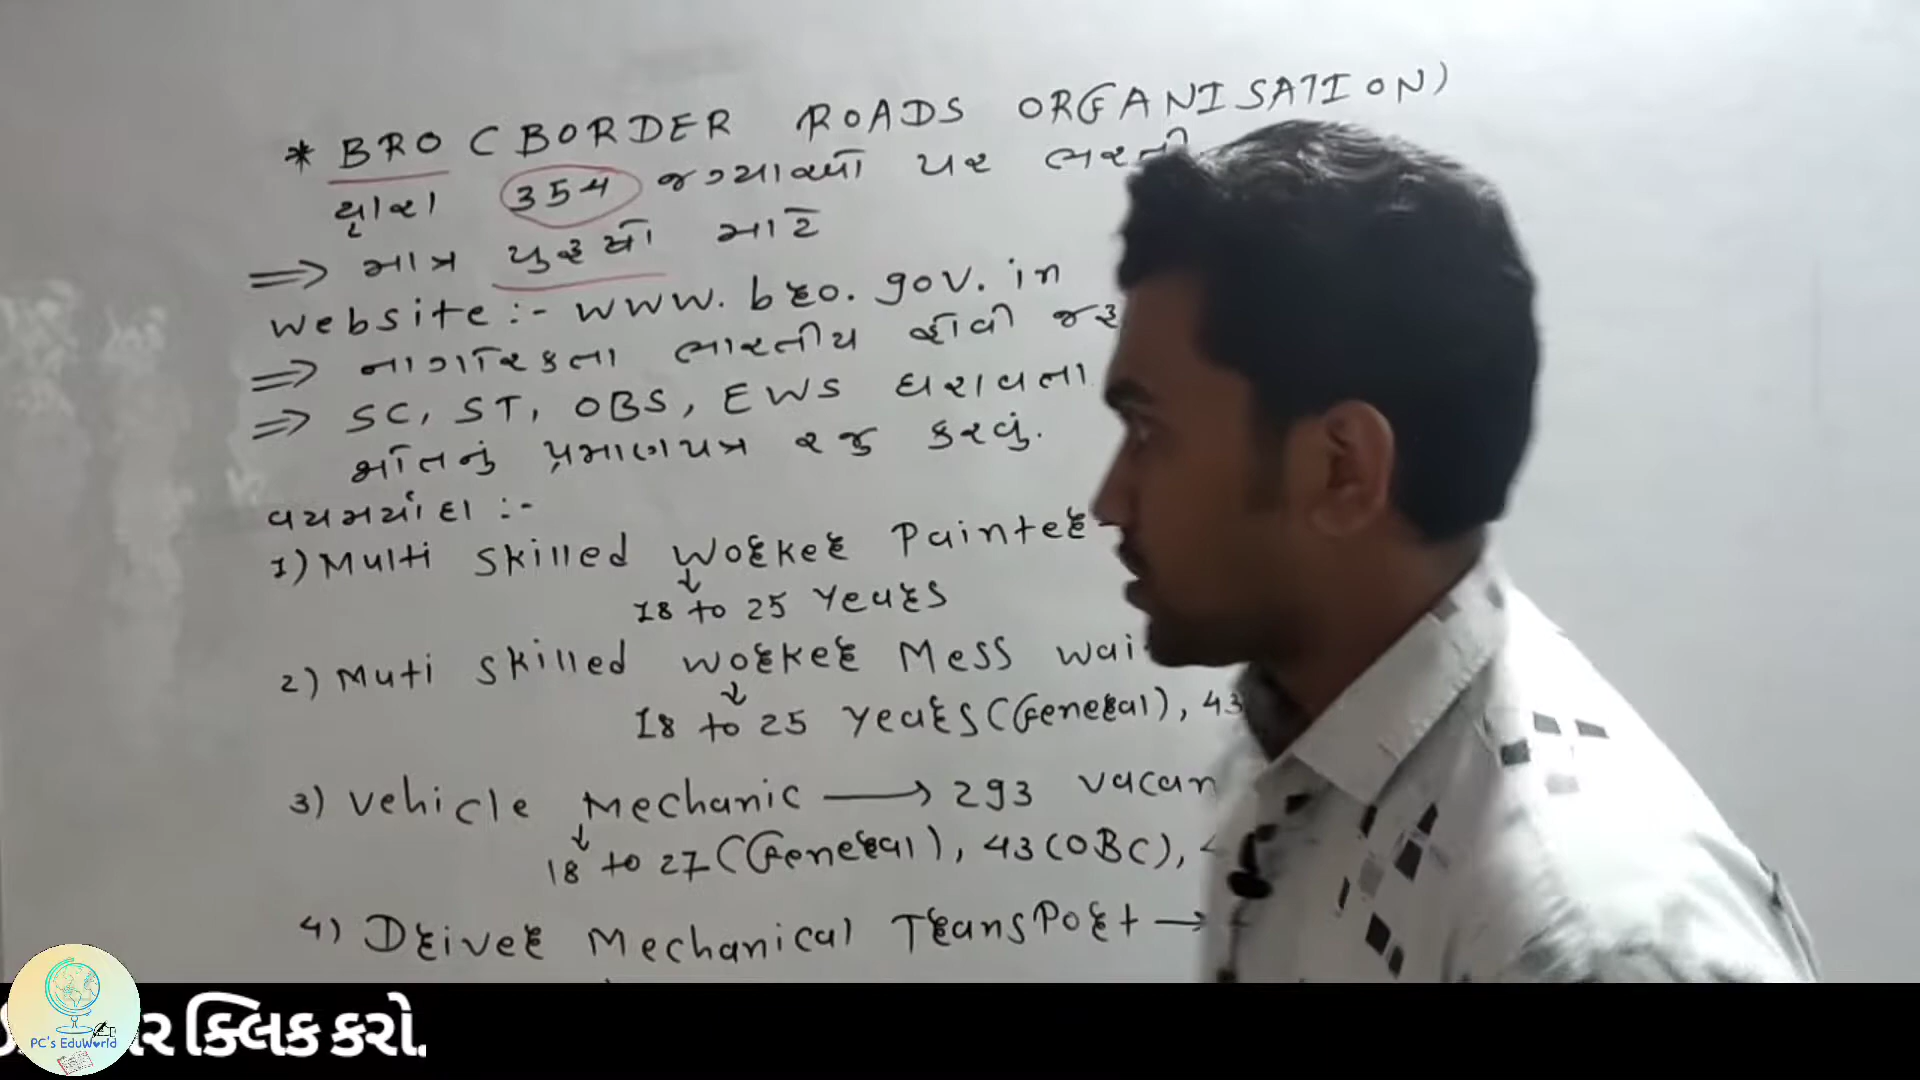 * BRO (BORDER ROADS ORGANISATION)
દ્વારા 354 જગ્યાઓ પર ભરતી
⇒ માત્ર પુરૂષો માટે
Website:- www.bro.gov.in
⇒ નાગરિકતા ભારતીય હોવી
⇒ SC, ST, OBS, EWS ધરાવતા
જાતિનું પ્રમાણપત્ર રજુ કરવું.
વયમર્યાદા :-
1) Multi Skilled Worker Painter
↓
18 to 25 Years
2) Muti Skilled Worker Mess
↓
18 to 25 Years (General), 43
3) Vehicle Mechanic → 293
↓
18 to 27 (General), 43 (OBC),
4) Driver Mechanical Transport →
ક્લિક કરો.
PC's EduWorld